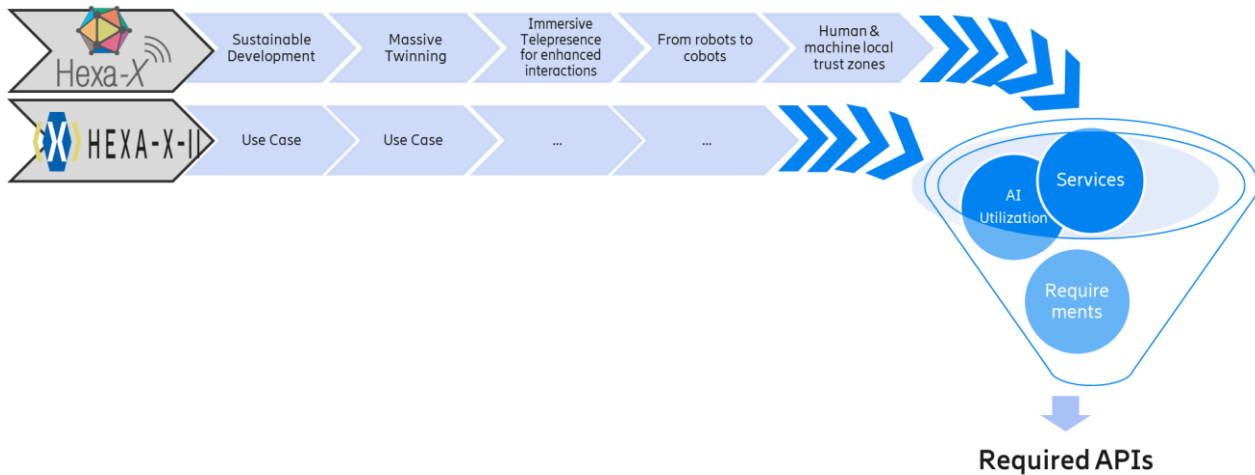 Hexa-X
Sustainable
Development
Massive
Twinning
Immersive
Telepresence
for enhanced
interactions
From robots to
cobots
Human &
machine local
trust zones
HEXA-X-II
Use Case
Use Case
...
...
Services
AI
Utilization
Require
ments
Required APIs